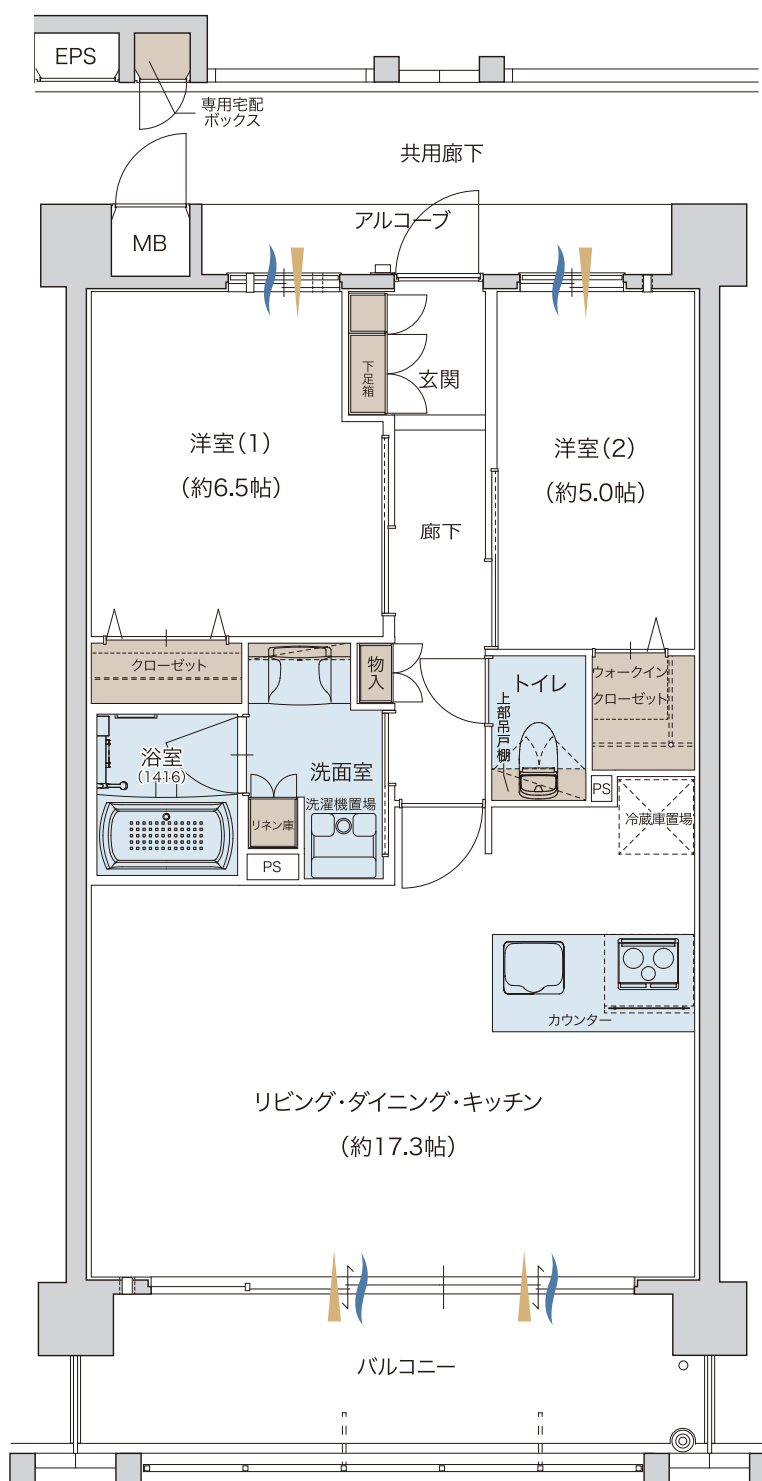 EPS
専用宅配
ボックス
共用廊下
アルコーブ
MB
下足箱
玄関
洋室(1)
(約6.5帖)
洋室(2)
(約5.0帖)
廊下
クローゼット
物入
トイレ
上部吊戸棚
ウォークイン
クローゼット
浴室
(1416)
洗面室
洗濯機置場
リネン庫
PS
PS
冷蔵庫置場
カウンター
リビング・ダイニング・キッチン
(約17.3帖)
バルコニー